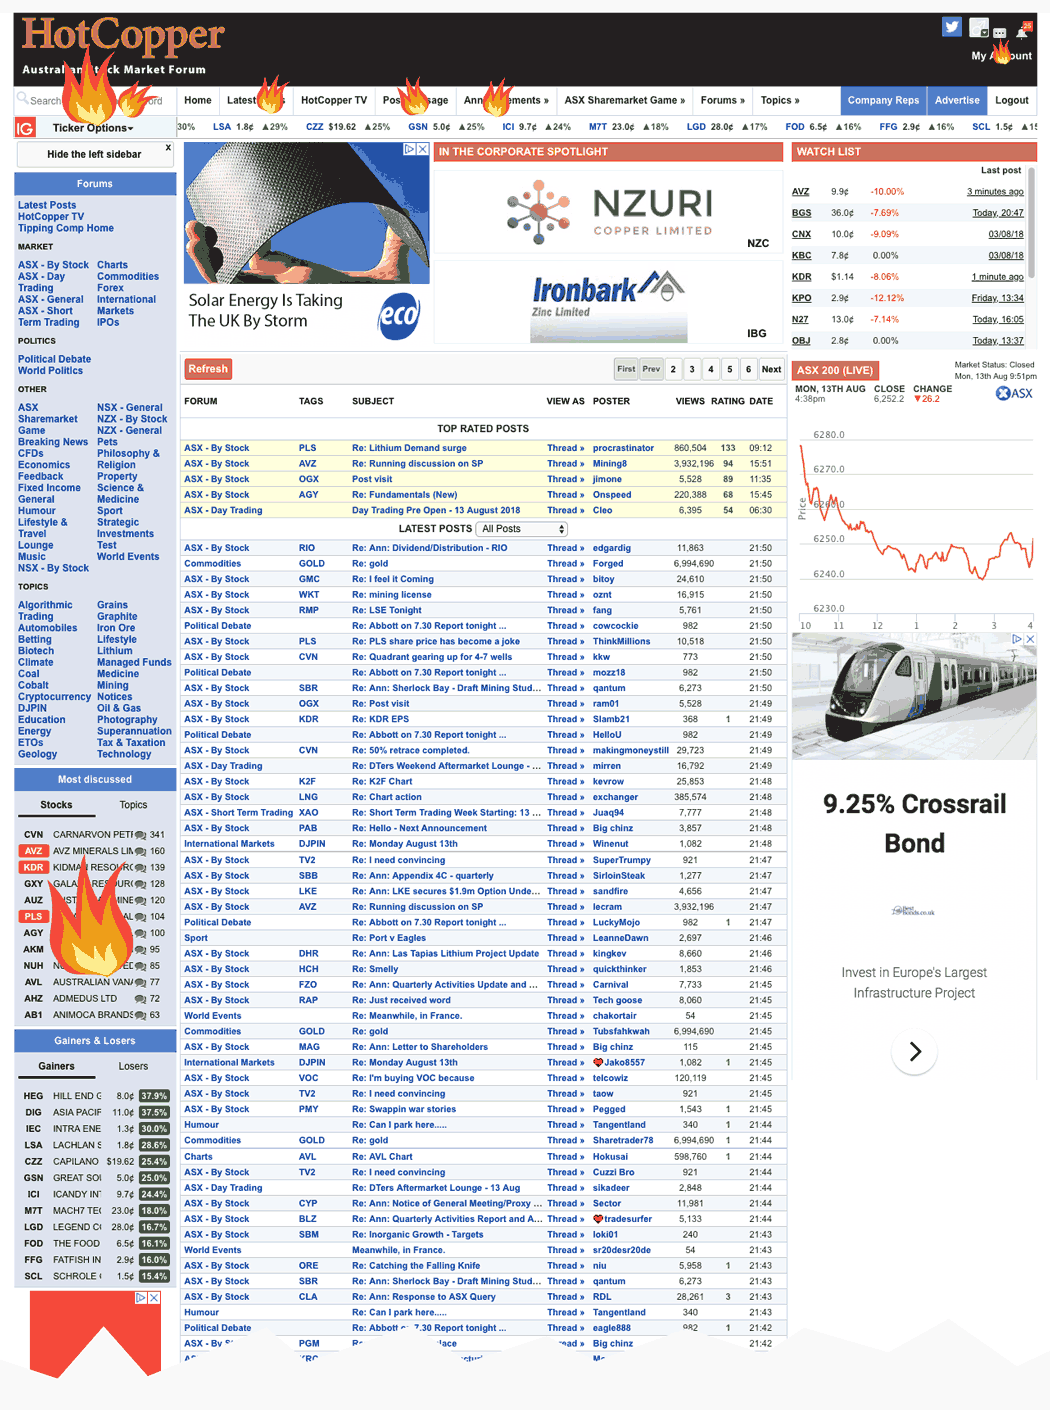 HotCopper
Australian Stock Market Forum
25
My Account
Search
Home
HotCopper TV
ASX Sharemarket Game »
Forums »
Topics »
Company Reps
Advertise
Logout
IG
Ticker Options
30% LSA 1.8¢ ▲29% CZZ $19.62 ▲25% GSN 5.0¢ ▲25% ICI 9.7¢ ▲24% M7T 23.0¢ ▲18% LGD 28.0¢ ▲17% FOD 6.5¢ ▲16% FFG 2.9¢ ▲16% SCL 1.5¢
Hide the left sidebar
x
Forums
Latest Posts
HotCopper TV
Tipping Comp Home
MARKET
ASX - By Stock Charts
ASX - Day Commodities
Trading Forex
ASX - General International
ASX - Short Markets
Term Trading IPOs
POLITICS
Political Debate
World Politics
OTHER
ASX NSX - General
Sharemarket NZX - By Stock
Game NZX - General
Breaking News Pets
CFDs Philosophy &
Economics Religion
Feedback Property
Fixed Income Science &
General Medicine
Humour Sport
Lifestyle & Strategic
Travel Investments
Lounge Test
Music World Events
NSX - By Stock
TOPICS
Algorithmic Grains
Trading Graphite
Automobiles Iron Ore
Betting Lifestyle
Biotech Lithium
Climate Managed Funds
Coal Medicine
Cobalt Mining
Cryptocurrency Notices
DJPIN Oil & Gas
Education Photography
Energy Superannuation
ETOs Tax & Taxation
Geology Technology
Most discussed
Stocks Topics
CVN CARNARVON PET 341
AVZ AVZ MINERALS LIM 160
KDR KIDMAN RESOURC 139
GXY 128
AUZ 120
PLS 104
AGY 100
AKM 95
NUH 85
AVL AUSTRALIAN VANA 77
AHZ ADMEDUS LTD 72
AB1 ANIMOCA BRANDS 63
Gainers & Losers
Gainers Losers
HEG HILL END G 8.0¢ 37.9%
DIG ASIA PACIF 11.0¢ 37.5%
IEC INTRA ENE 1.3¢ 30.0%
LSA LACHLAN S 1.8¢ 28.6%
CZZ CAPILANO $19.62 25.4%
GSN GREAT SOU 5.0¢ 25.0%
ICI ICANDY INT 9.7¢ 24.4%
M7T MACH7 TEC 23.0¢ 18.0%
LGD LEGEND CO 28.0¢ 16.7%
FOD THE FOOD 6.5¢ 16.1%
FFG FATFISH IN 2.9¢ 16.0%
SCL SCHROLE 1.5¢ 15.4%
Solar Energy Is Taking
The UK By Storm
eco
IN THE CORPORATE SPOTLIGHT
NZURI
COPPER LIMITED
NZC
Ironbark
Zinc Limited
IBG
Refresh
First Prev 2 3 4 5 6 Next
FORUM TAGS SUBJECT VIEW AS POSTER VIEWS RATING DATE
TOP RATED POSTS
ASX - By Stock PLS Re: Lithium Demand surge Thread » procrastinator 860,504 133 09:12
ASX - By Stock AVZ Re: Running discussion on SP Thread » Mining8 3,932,196 94 15:51
ASX - By Stock OGX Post visit Thread » jimone 5,528 89 11:35
ASX - By Stock AGY Re: Fundamentals (New) Thread » Onspeed 220,388 68 15:45
ASX - Day Trading Day Trading Pre Open - 13 August 2018 Thread » Cleo 6,395 54 06:30
LATEST POSTS All Posts
ASX - By Stock RIO Re: Ann: Dividend/Distribution - RIO Thread » edgardig 11,863 21:50
Commodities GOLD Re: gold Thread » Forged 6,994,690 21:50
ASX - By Stock GMC Re: I feel it Coming Thread » bitoy 24,610 21:50
ASX - By Stock WKT Re: mining license Thread » oznt 16,915 21:50
ASX - By Stock RMP Re: LSE Tonight Thread » fang 5,761 21:50
Political Debate Re: Abbott on 7.30 Report tonight ... Thread » cowcockie 982 21:50
ASX - By Stock PLS Re: PLS share price has become a joke Thread » ThinkMillions 10,518 21:50
ASX - By Stock CVN Re: Quadrant gearing up for 4-7 wells Thread » kkw 773 21:50
Political Debate Re: Abbott on 7.30 Report tonight ... Thread » mozz18 982 21:50
ASX - By Stock SBR Re: Ann: Sherlock Bay - Draft Mining Stud... Thread » qantum 6,273 21:50
ASX - By Stock OGX Re: Post visit Thread » ram01 5,528 21:49
ASX - By Stock KDR Re: KDR EPS Thread » Slamb21 368 1 21:49
Political Debate Re: Abbott on 7.30 Report tonight ... Thread » HelloU 982 21:49
ASX - By Stock CVN Re: 50% retrace completed. Thread » makingmoneystill 29,723 21:49
ASX - Day Trading Re: DTers Weekend Aftermarket Lounge - ... Thread » mirren 16,792 21:49
ASX - By Stock K2F Re: K2F Chart Thread » kevrow 25,853 21:48
ASX - By Stock LNG Re: Chart action Thread » exchanger 385,574 21:48
ASX - Short Term Trading XAO Re: Short Term Trading Week Starting: 13 ... Thread » Juaq94 7,777 21:48
ASX - By Stock PAB Re: Hello - Next Announcement Thread » Big chinz 3,857 21:48
International Markets DJPIN Re: Monday August 13th Thread » Winenut 1,082 21:48
ASX - By Stock TV2 Re: I need convincing Thread » SuperTrumpy 921 21:47
ASX - By Stock SBB Re: Ann: Appendix 4C - quarterly Thread » SirloinSteak 1,277 21:47
ASX - By Stock LKE Re: Ann: LKE secures $1.9m Option Unde... Thread » sandfire 4,656 21:47
ASX - By Stock AVZ Re: Running discussion on SP Thread » lecram 3,932,196 21:47
Political Debate Re: Abbott on 7.30 Report tonight ... Thread » LuckyMojo 982 1 21:47
Sport Re: Port v Eagles Thread » LeanneDawn 2,697 21:46
ASX - By Stock DHR Re: Ann: Las Tapias Lithium Project Update Thread » kingkev 8,660 21:46
ASX - By Stock HCH Re: Smelly Thread » quickthinker 1,853 21:46
ASX - By Stock FZO Re: Ann: Quarterly Activities Update and ... Thread » Carnival 7,733 21:45
ASX - By Stock RAP Re: Just received word Thread » Tech goose 8,060 21:45
World Events Re: Meanwhile, in France. Thread » chakortair 54 21:45
Commodities GOLD Re: gold Thread » Tubsfahkwah 6,994,690 21:45
ASX - By Stock MAG Re: Ann: Letter to Shareholders Thread » Big chinz 115 21:45
International Markets DJPIN Re: Monday August 13th Thread » Jako8557 1,082 1 21:45
ASX - By Stock VOC Re: I'm buying VOC because Thread » telcowiz 120,119 21:45
ASX - By Stock TV2 Re: I need convincing Thread » taow 921 21:45
ASX - By Stock PMY Re: Swappin war stories Thread » Pegged 1,543 1 21:45
Humour Re: Can I park here..... Thread » Tangentland 340 1 21:44
Commodities GOLD Re: gold Thread » Sharetrader78 6,994,690 1 21:44
Charts AVL Re: AVL Chart Thread » Hokusai 598,760 1 21:44
ASX - By Stock TV2 Re: I need convincing Thread » Cuzzi Bro 921 21:44
ASX - Day Trading Re: DTers Aftermarket Lounge - 13 Aug Thread » sikadeer 2,848 21:44
ASX - By Stock CYP Re: Ann: Notice of General Meeting/Proxy ... Thread » Sector 11,981 21:44
ASX - By Stock BLZ Re: Ann: Quarterly Activities Report and A... Thread » tradesurfer 5,133 21:44
ASX - By Stock SBM Re: Inorganic Growth - Targets Thread » loki01 240 21:43
World Events Meanwhile, in France. Thread » sr20desr20de 54 21:43
ASX - By Stock ORE Re: Catching the Falling Knife Thread » niu 5,958 1 21:43
ASX - By Stock SBR Re: Ann: Sherlock Bay - Draft Mining Stud... Thread » qantum 6,273 21:43
ASX - By Stock CLA Re: Ann: Response to ASX Query Thread » RDL 28,261 3 21:43
Humour Re: Can I park here..... Thread » Tangentland 340 21:43
Political Debate Re: Abbott on 7.30 Report tonight ... Thread » eagle888 982 1 21:42
PGM Thread » Big chinz 21:42
WATCH LIST
Last post
AVZ 9.9¢ -10.00% 3 minutes ago
BGS 36.0¢ -7.69% Today, 20:47
CNX 10.0¢ -9.09% 03/08/18
KBC 7.8¢ 0.00% 03/08/18
KDR $1.14 -8.06% 1 minute ago
KPO 2.9¢ -12.12% Friday, 13:34
N27 13.0¢ -7.14% Today, 16:05
OBJ 2.8¢ 0.00% Today, 13:37
ASX 200 (LIVE)
Market Status: Closed
Mon, 13th Aug 9:51pm
MON, 13TH AUG CLOSE CHANGE
4:38pm 6,252.2 ▼26.2
ASX
6280.0
6270.0
6260.0
Price
6250.0
6240.0
6230.0
10 11 12 1 2 3 4
9.25% Crossrail
Bond
Invest in Europe's Largest
Infrastructure Project